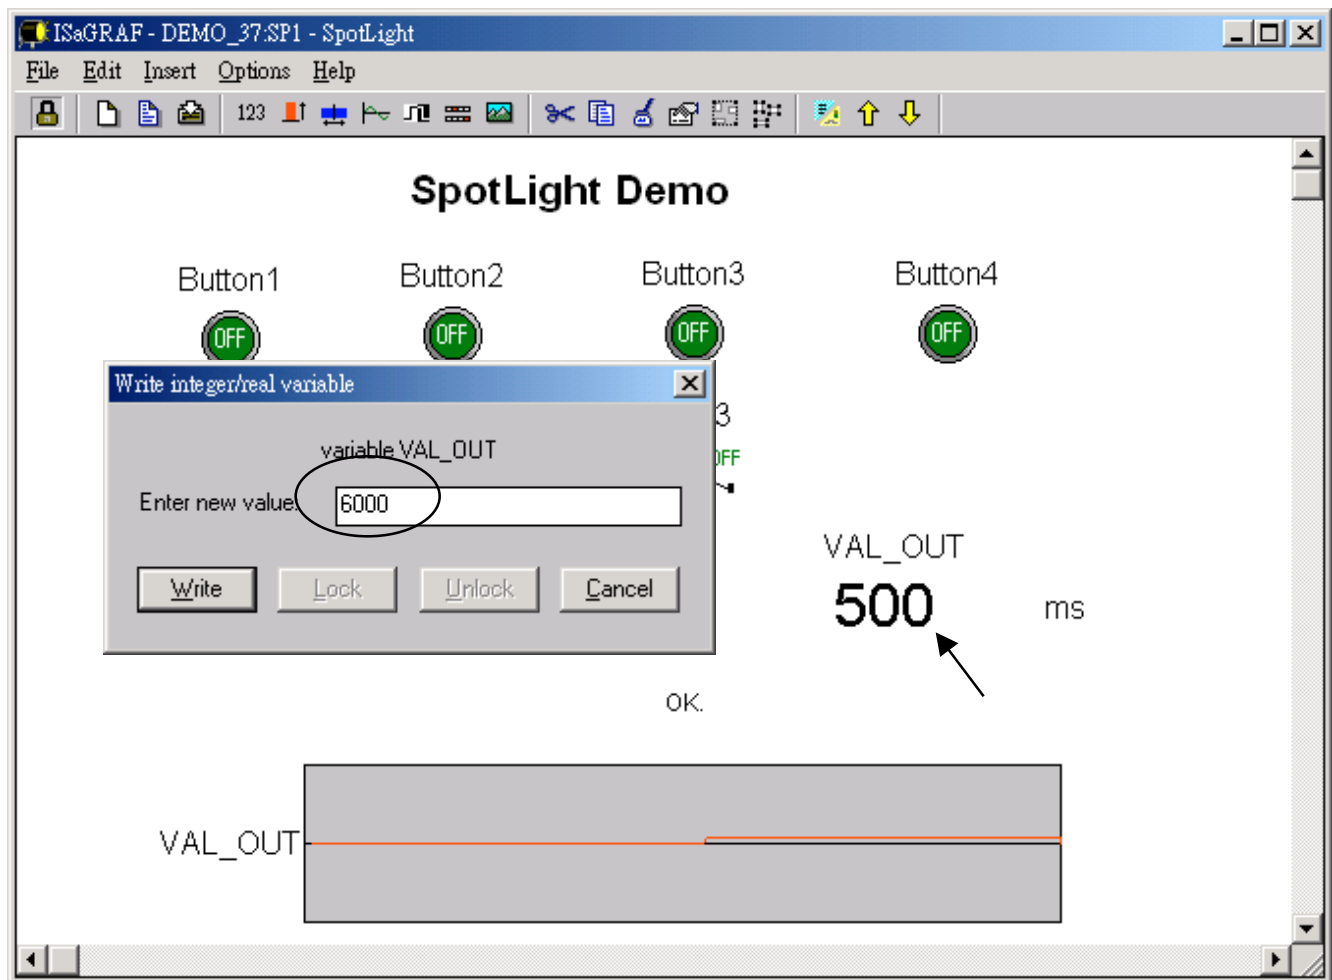 ISaGRAF - DEMO_37:SP1 - SpotLight
File Edit Insert Options Help
123
SpotLight Demo
Button1 Button2 Button3 Button4
OFF OFF OFF OFF
Write integer/real variable
3
variable VAL_OUT
OFF
Enter new value: 6000
VAL_OUT
Write Lock Unlock Cancel
500 ms
OK.
VAL_OUT